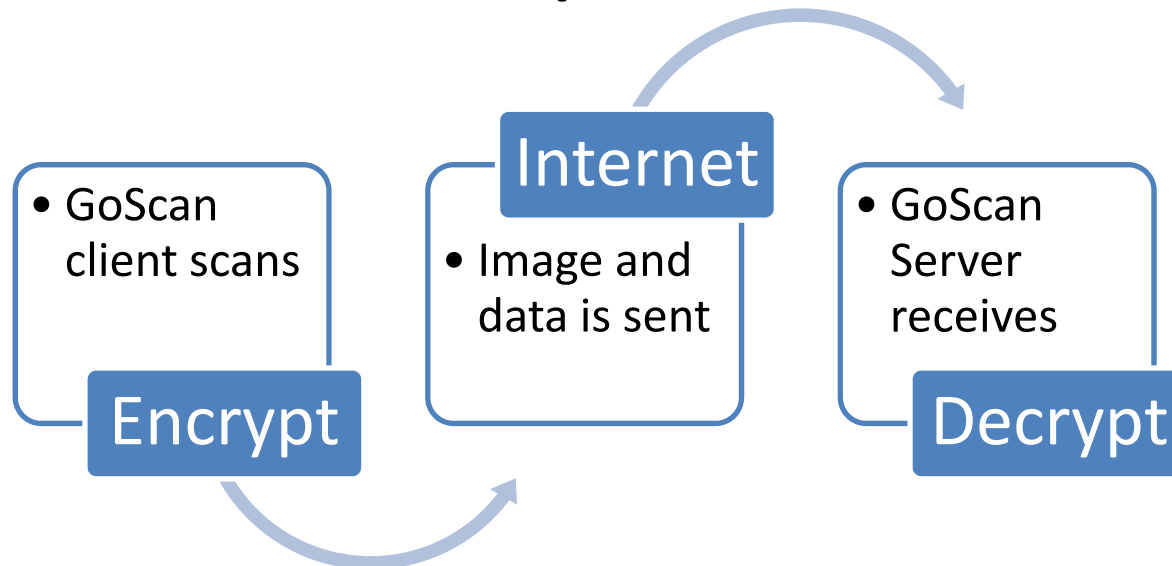 • GoScan
client scans
Encrypt
Internet
• Image and
data is sent
• GoScan
Server
receives
Decrypt